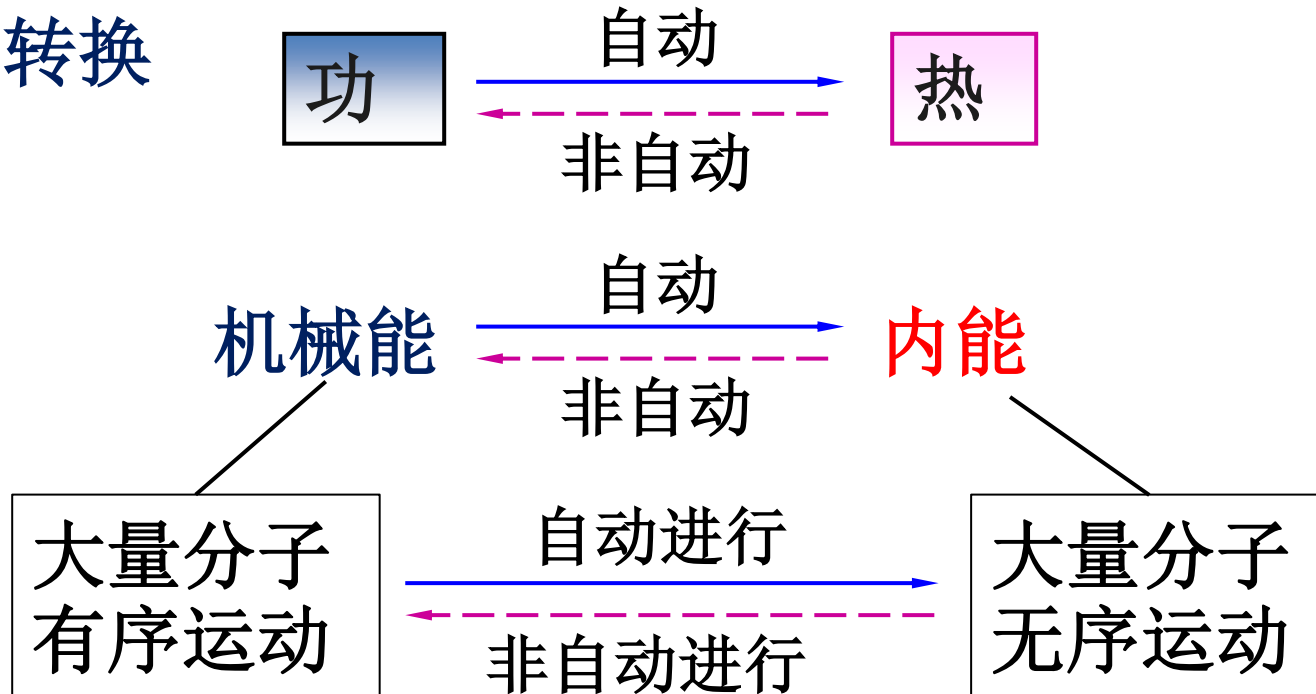 转换
功
自动
热
非自动
自动
机械能
内能
非自动
大量分子
有序运动
自动进行
非自动进行
大量分子
无序运动